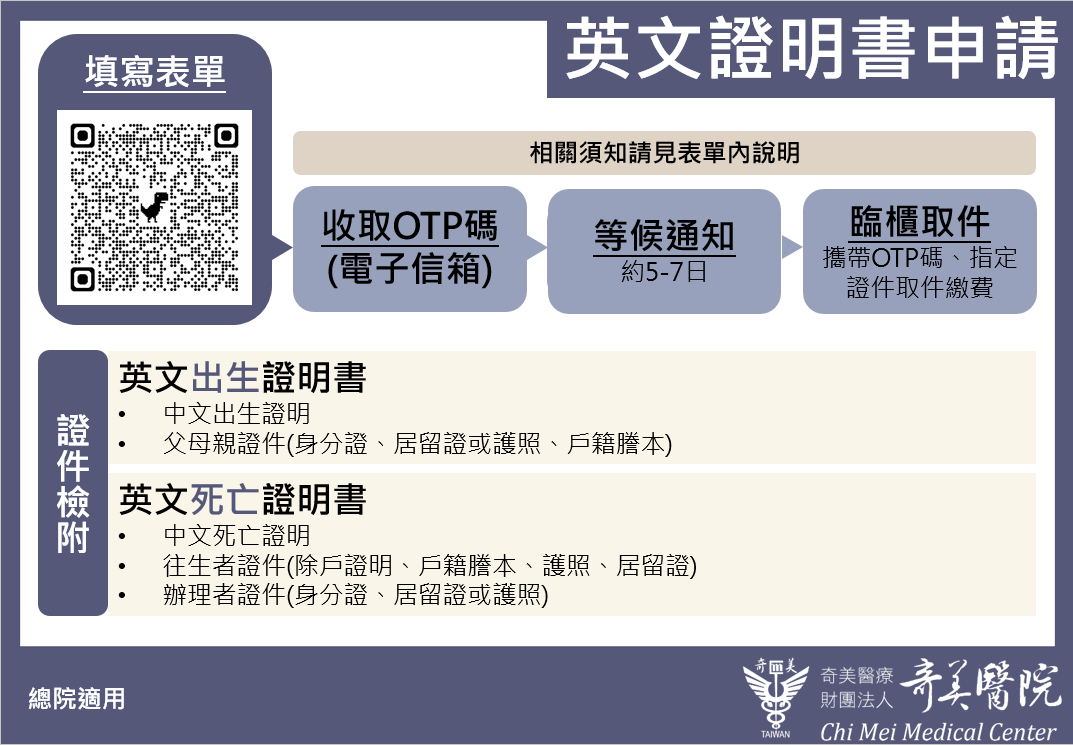 英文證明書申請
填寫表單
相關須知請見表單內說明
收取OTP碼
(電子信箱)
等候通知
約5-7日
臨櫃取件
攜帶OTP碼、指定
證件取件繳費
證件檢附
英文出生證明書
• 中文出生證明
• 父母親證件(身分證、居留證或護照、戶籍謄本)
英文死亡證明書
• 中文死亡證明
• 往生者證件(除戶證明、戶籍謄本、護照、居留證)
• 辦理者證件(身分證、居留證或護照)
總院適用
奇美
TAIWAN
奇美醫療
財團法人
奇美醫院
Chi Mei Medical Center